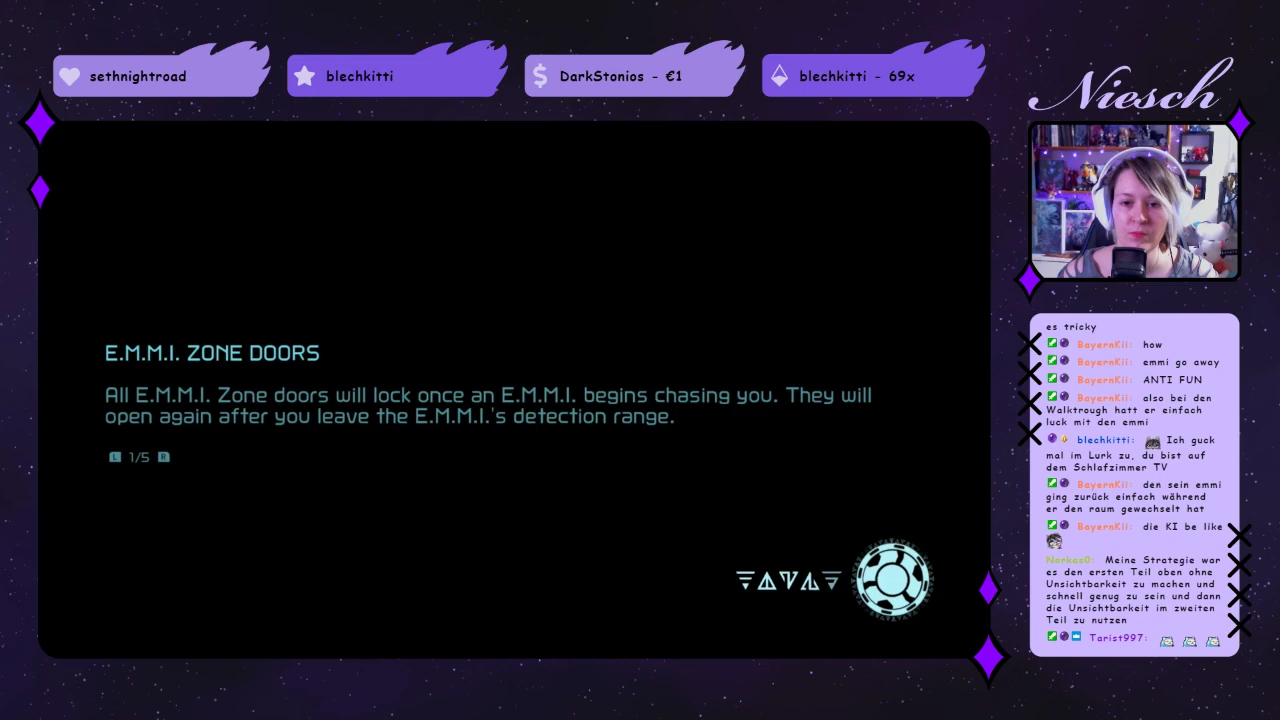 sethnightroad
blechkitti
DarkStonios - €1
blechkitti - 69x
Niesch
E.M.M.I. ZONE DOORS
All E.M.M.I. Zone doors will lock once an E.M.M.I. begins chasing you. They will
open again after you leave the E.M.M.I.'s detection range.
L 1/5 R
es tricky
BayernKii: how
BayernKii: emmi go away
BayernKii: ANTI FUN
BayernKii: also bei den
Walktrough hatt er einfach
luck mit den emmi
blechkitti: Ich guck
mal im Lurk zu, du bist auf
dem Schlafzimmer TV
BayernKii: den sein emmi
ging zurück einfach während
er den raum gewechselt hat
BayernKii: die KI be like
Narkas0: Meine Strategie war
es den ersten Teil oben ohne
Unsichtbarkeit zu machen und
schnell genug zu sein und dann
die Unsichtbarkeit im zweiten
Teil zu nutzen
Tarist997: